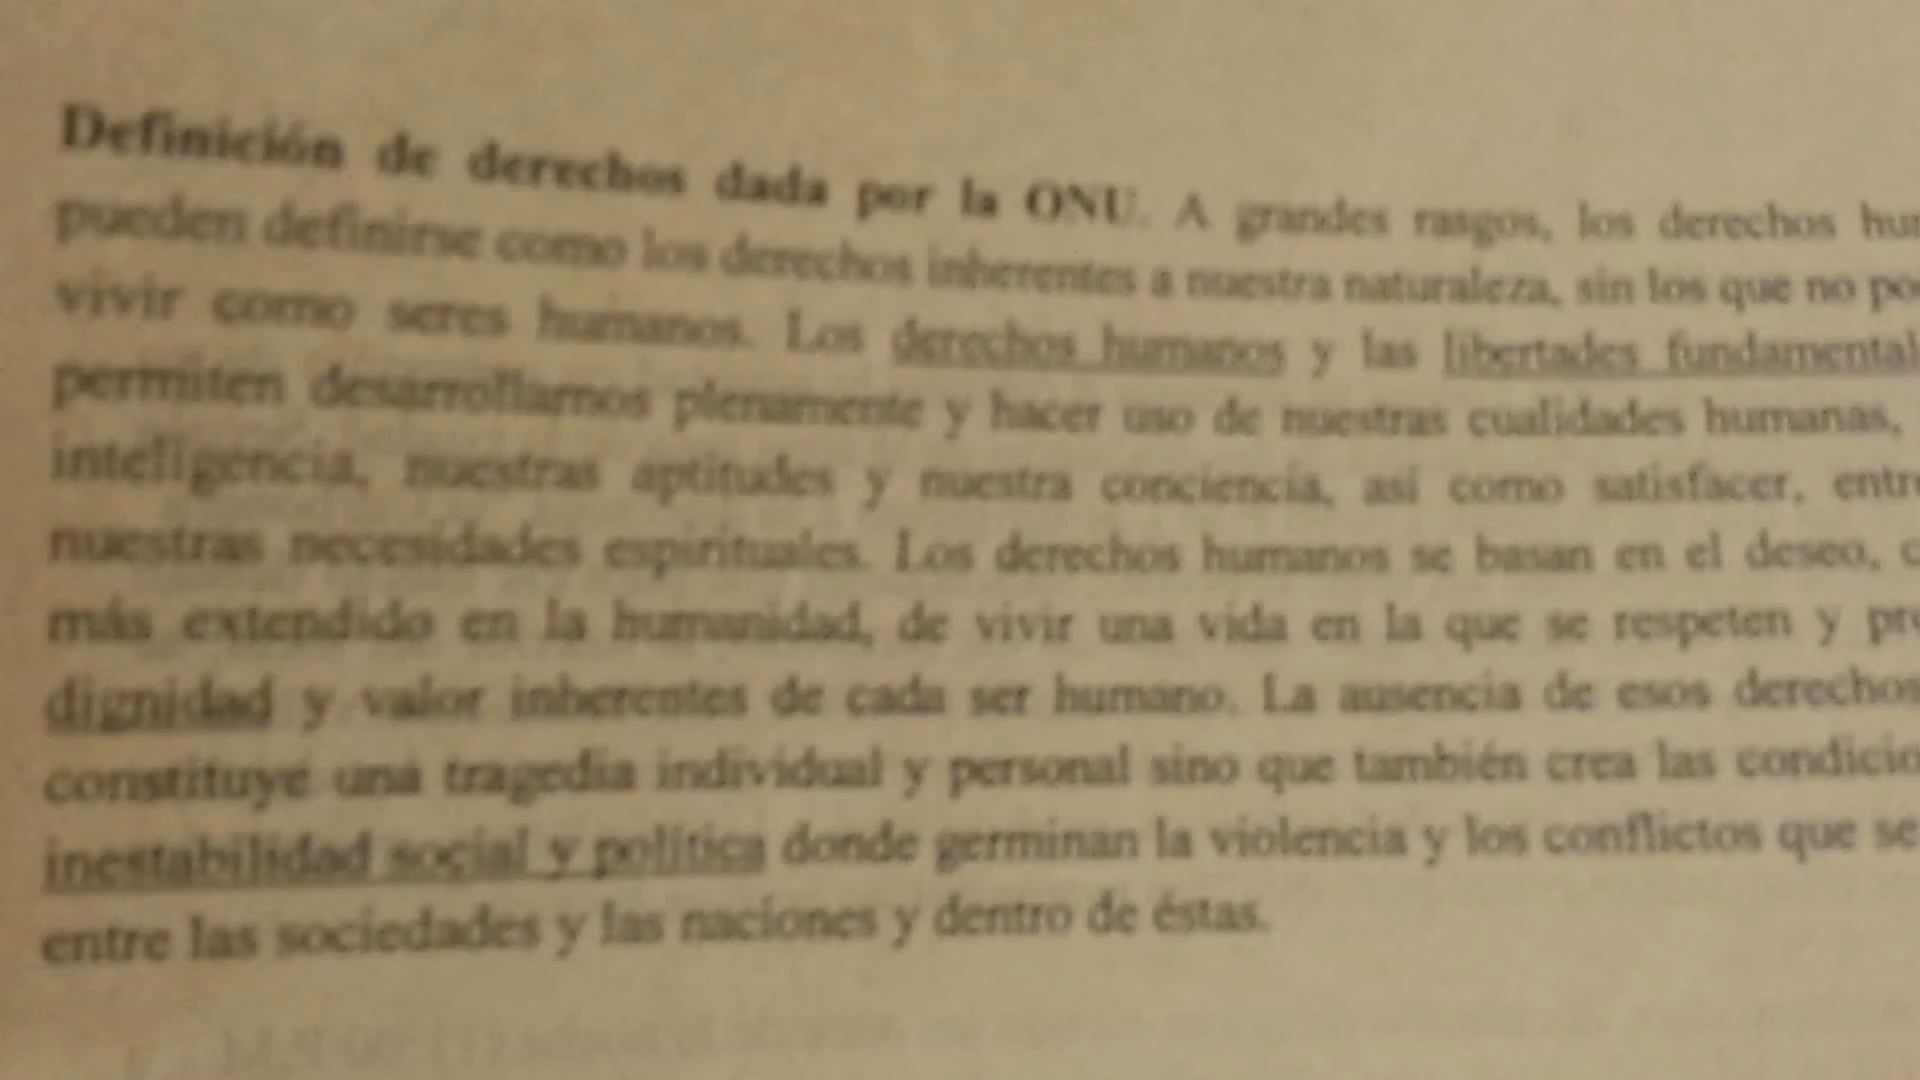 Definición de derechos dada por la ONU. A grandes rasgos, los derechos hu
pueden definirse como los derechos inherentes a nuestra naturaleza, sin los que no po
vivir como seres humanos. Los derechos humanos y las libertades fundamental
permiten desarrollarnos plenamente y hacer uso de nuestras cualidades humanas,
inteligencia, nuestras aptitudes y nuestra conciencia, así como satisfacer, entr
nuestras necesidades espirituales. Los derechos humanos se basan en el deseo, c
más extendido en la humanidad, de vivir una vida en la que se respeten y pr
dignidad y valor inherentes de cada ser humano. La ausencia de esos derechos
constituye una tragedia individual y personal sino que también crea las condicio
inestabilidad social y política donde germinan la violencia y los conflictos que se
entre las sociedades y las naciones y dentro de éstas.